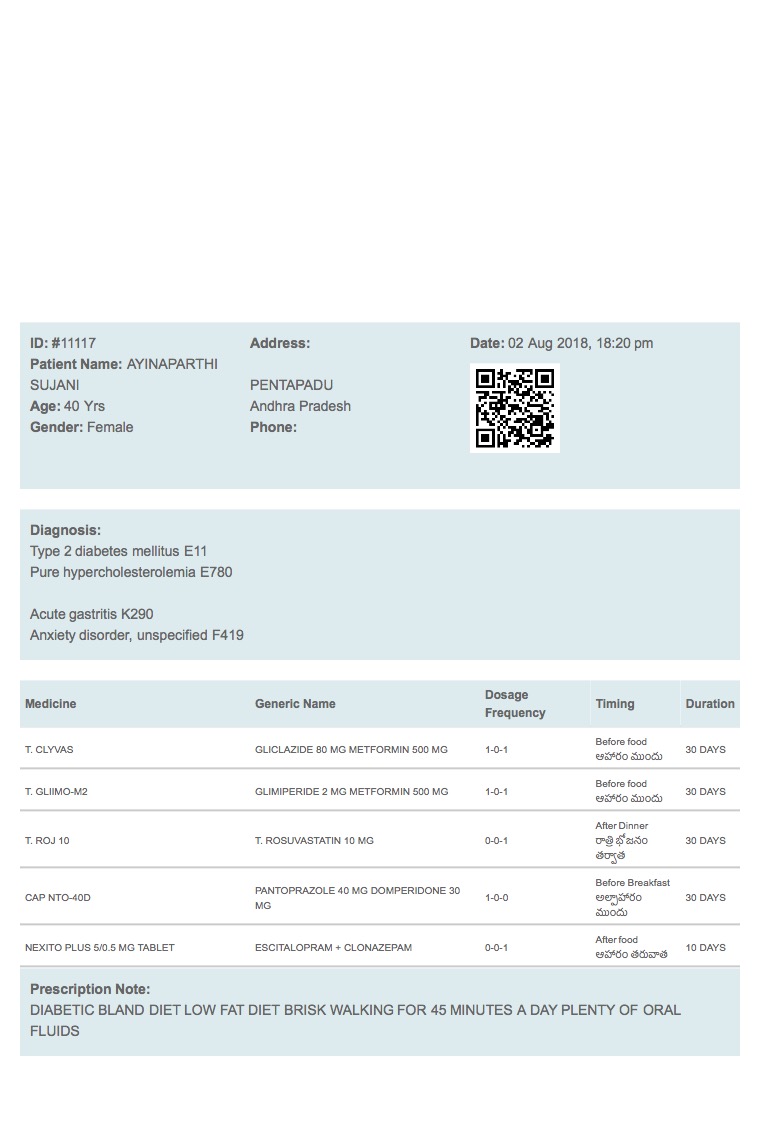 ID: #11117
Patient Name: AYINAPARTHI
SUJANI
Age: 40 Yrs
Gender: Female
Address:
PENTAPADU
Andhra Pradesh
Phone:
Date: 02 Aug 2018, 18:20 pm
Diagnosis:
Type 2 diabetes mellitus E11
Pure hypercholesterolemia E780
Acute gastritis K290
Anxiety disorder, unspecified F419
Medicine Generic Name Dosage Frequency Timing Duration
T. CLYVAS GLICLAZIDE 80 MG METFORMIN 500 MG 1-0-1 Before food 30 DAYS
ఆహారం ముందు
T. GLIIMO-M2 GLIMIPERIDE 2 MG METFORMIN 500 MG 1-0-1 Before food 30 DAYS
ఆహారం ముందు
T. ROJ 10 T. ROSUVASTATIN 10 MG 0-0-1 After Dinner 30 DAYS
రాత్రి భోజనం
తర్వాత
CAP NTO-40D PANTOPRAZOLE 40 MG DOMPERIDONE 30 MG 1-0-0 Before Breakfast 30 DAYS
అల్పాహారం
ముందు
NEXITO PLUS 5/0.5 MG TABLET ESCITALOPRAM + CLONAZEPAM 0-0-1 After food 10 DAYS
ఆహారం తరువాత
Prescription Note:
DIABETIC BLAND DIET LOW FAT DIET BRISK WALKING FOR 45 MINUTES A DAY PLENTY OF ORAL
FLUIDS